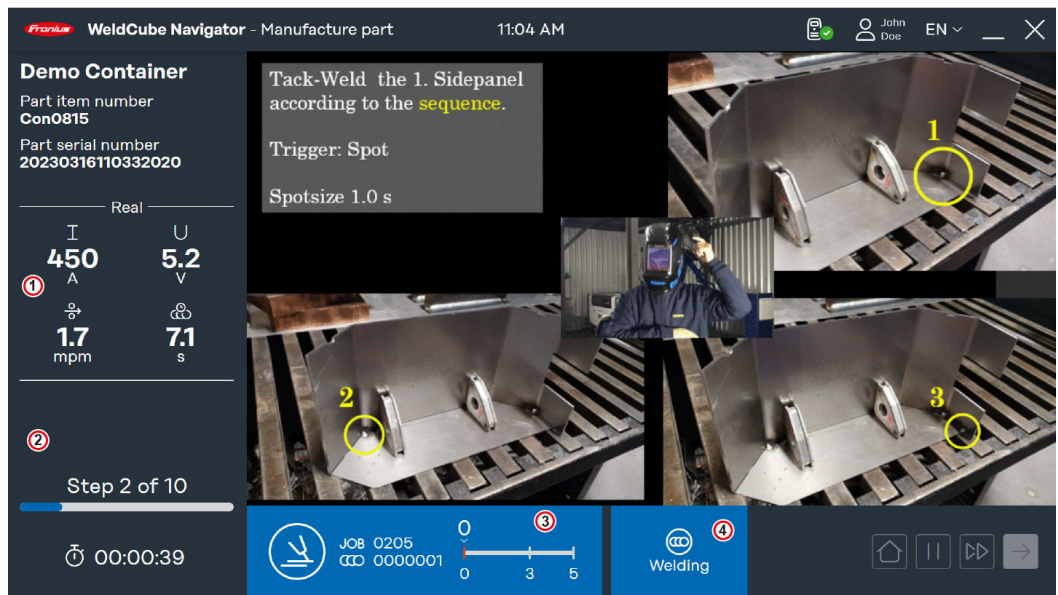 Fronius WeldCube Navigator - Manufacture part 11:04 AM John Doe EN
Demo Container
Part item number
Con0815
Part serial number
20230316110332020
Real
I U
450 5.2
A V
1
1.7 7.1
mpm s
2
Step 2 of 10
00:00:39
Tack-Weld the 1. Sidepanel
according to the sequence.
Trigger: Spot
Spotsize 1.0 s
1
2
3
JOB 0205
0000001
0
0 3 5
3
4
Welding